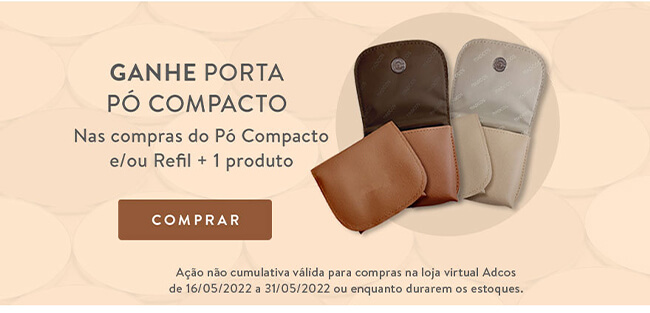 GANHE PORTA
PÓ COMPACTO
Nas compras do Pó Compacto
e/ou Refil + 1 produto
COMPRAR
Ação não cumulativa válida para compras na loja virtual Adcos
de 16/05/2022 a 31/05/2022 ou enquanto durarem os estoques.